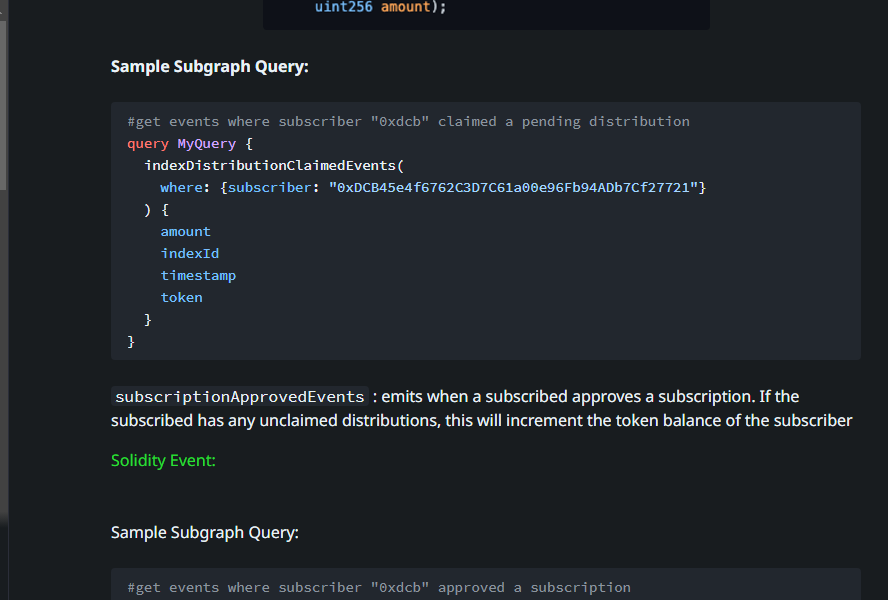 uint256 amount);
Sample Subgraph Query:
#get events where subscriber "0xdcb" claimed a pending distribution
query MyQuery {
indexDistributionClaimedEvents(
where: {subscriber: "0xDCB45e4f6762C3D7C61a00e96Fb94ADb7Cf27721"}
) {
amount
indexId
timestamp
token
}
}
subscriptionApprovedEvents : emits when a subscribed approves a subscription. If the
subscribed has any unclaimed distributions, this will increment the token balance of the subscriber
Solidity Event:
Sample Subgraph Query:
#get events where subscriber "0xdcb" approved a subscription